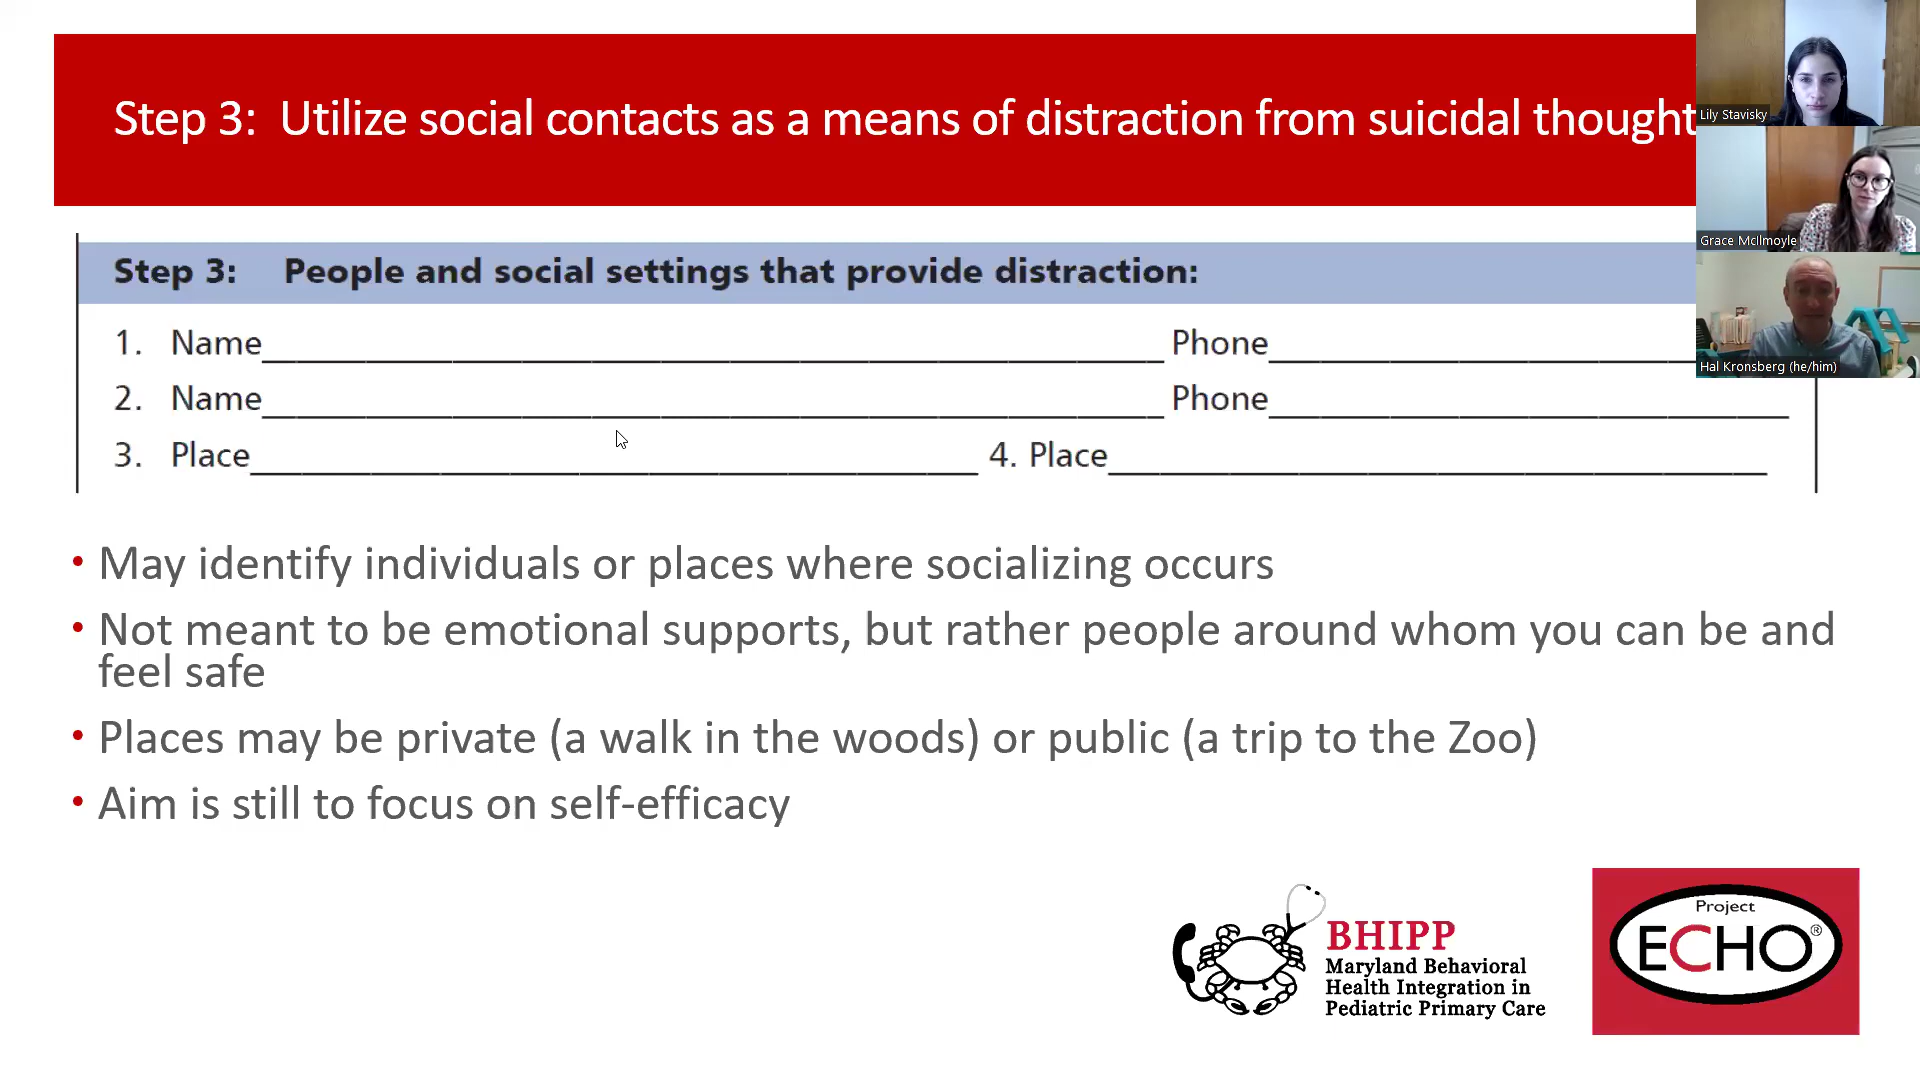 Step 3: Utilize social contacts as a means of distraction from suicidal thought
Lily Stavisky
Grace McIlmoyle
Hal Kronsberg (he/him)
Step 3: People and social settings that provide distraction:
1. Name Phone
2. Name Phone
3. Place 4. Place
• May identify individuals or places where socializing occurs
• Not meant to be emotional supports, but rather people around whom you can be and
feel safe
• Places may be private (a walk in the woods) or public (a trip to the Zoo)
• Aim is still to focus on self-efficacy
BHIPP
Maryland Behavioral
Health Integration in
Pediatric Primary Care
Project
ECHO®